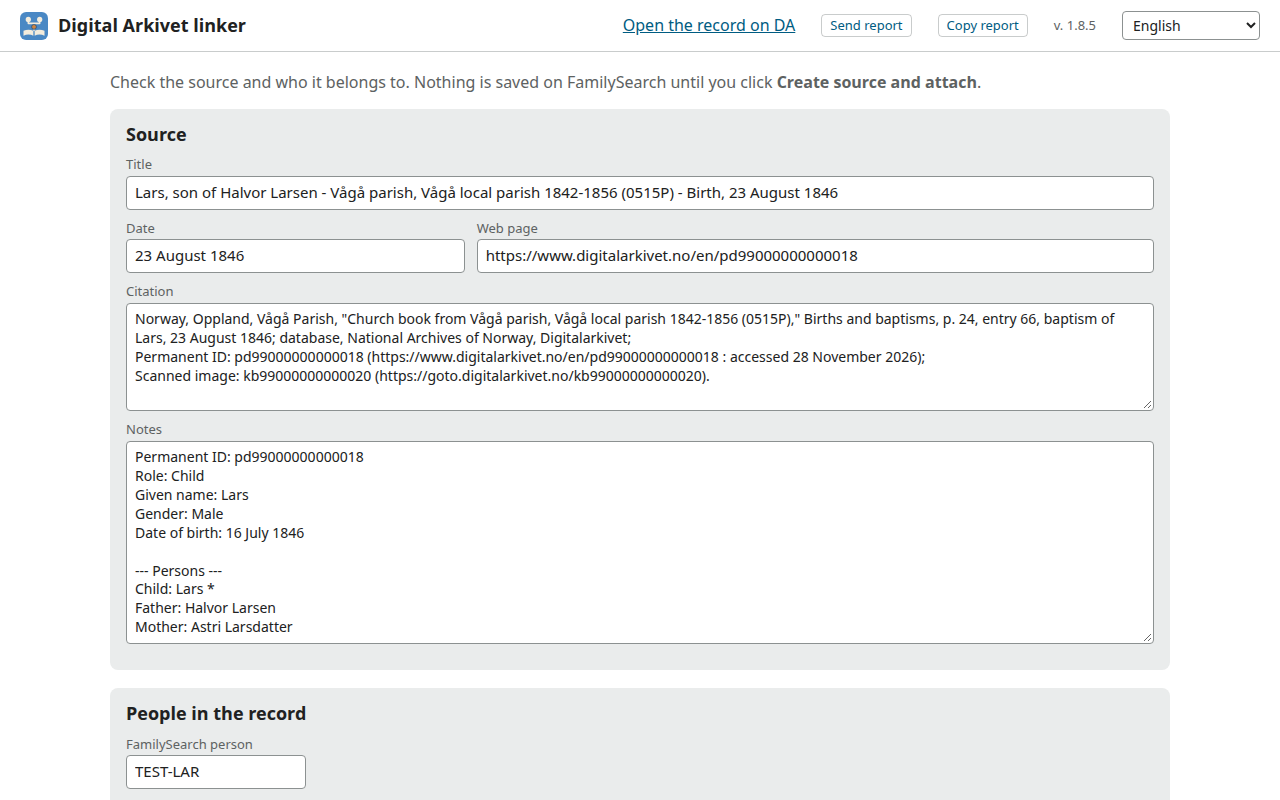 Digital Arkivet linker
Open the record on DA
Send report
Copy report
v. 1.8.5
English
Check the source and who it belongs to. Nothing is saved on FamilySearch until you click Create source and attach.
Source
Title
Lars, son of Halvor Larsen - Vågå parish, Vågå local parish 1842-1856 (0515P) - Birth, 23 August 1846
Date
Web page
23 August 1846
https://www.digitalarkivet.no/en/pd99000000000018
Citation
Norway, Oppland, Vågå Parish, "Church book from Vågå parish, Vågå local parish 1842-1856 (0515P)," Births and baptisms, p. 24, entry 66, baptism of
Lars, 23 August 1846; database, National Archives of Norway, Digitalarkivet;
Permanent ID: pd99000000000018 (https://www.digitalarkivet.no/en/pd99000000000018 : accessed 28 November 2026);
Scanned image: kb99000000000020 (https://goto.digitalarkivet.no/kb99000000000020).
Notes
Permanent ID: pd99000000000018
Role: Child
Given name: Lars
Gender: Male
Date of birth: 16 July 1846
--- Persons ---
Child: Lars *
Father: Halvor Larsen
Mother: Astri Larsdatter
People in the record
FamilySearch person
TEST-LAR